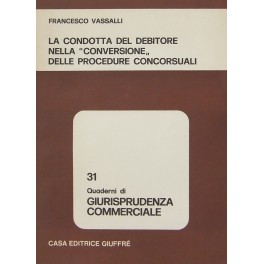 FRANCESCO VASSALLI
LA CONDOTTA DEL DEBITORE
NELLA "CONVERSIONE„
DELLE PROCEDURE CONCORSUALI
31
Quaderni di
GIURISPRUDENZA
COMMERCIALE
CASA EDITRICE GIUFFRÈ